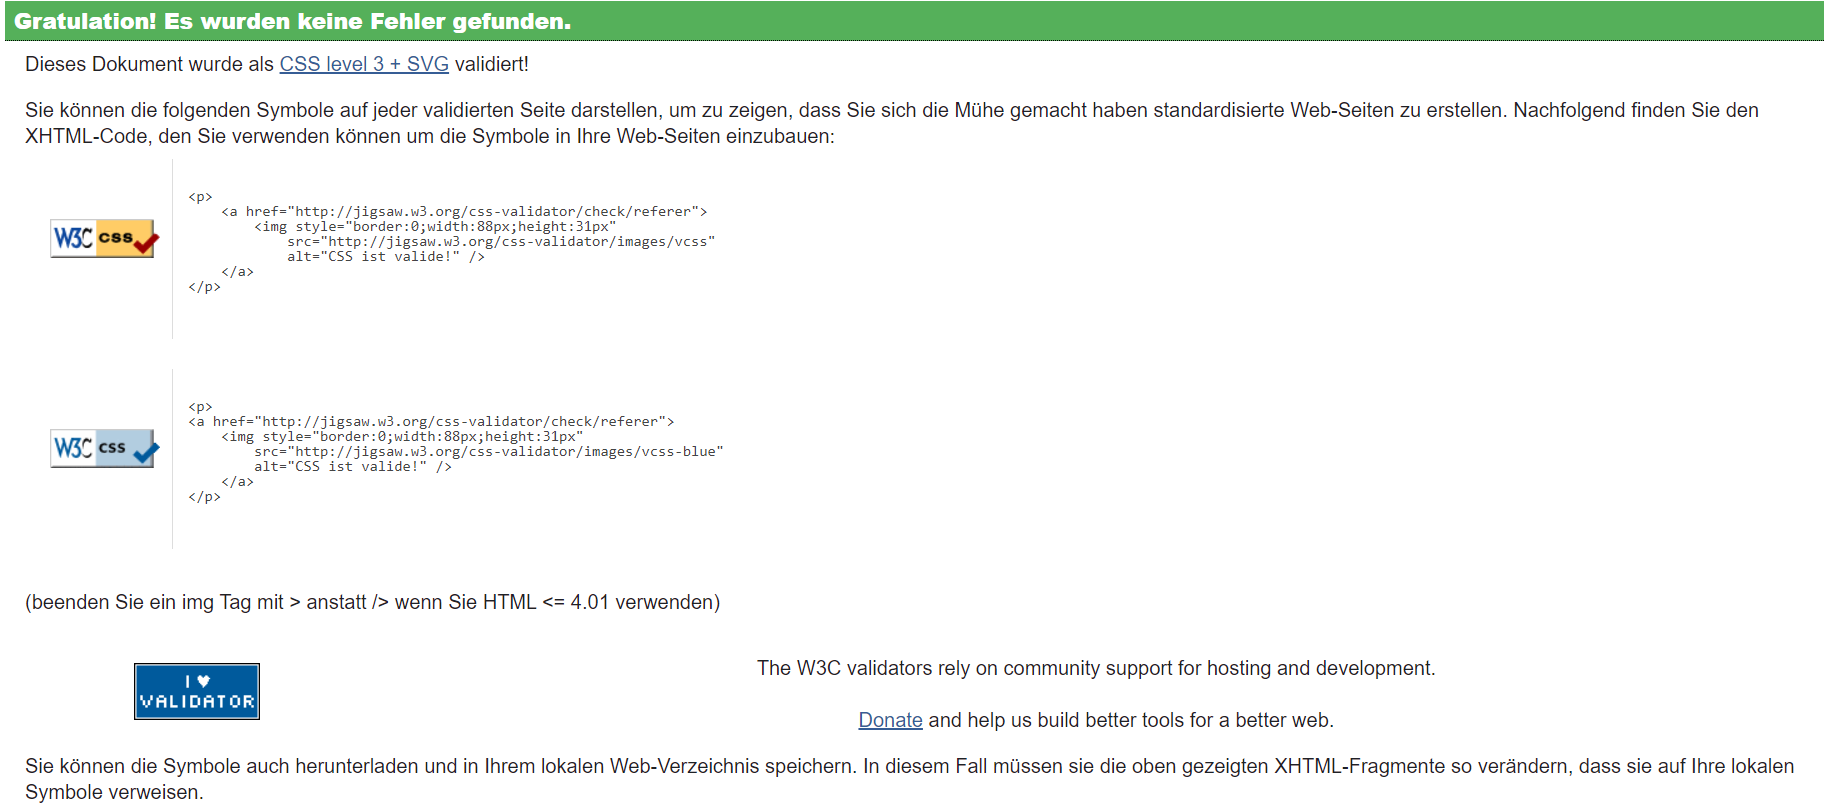 Gratulation! Es wurden keine Fehler gefunden.
Dieses Dokument wurde als CSS level 3 + SVG validiert!
Sie können die folgenden Symbole auf jeder validierten Seite darstellen, um zu zeigen, dass Sie sich die Mühe gemacht haben standardisierte Web-Seiten zu erstellen. Nachfolgend finden Sie den
XHTML-Code, den Sie verwenden können um die Symbole in Ihre Web-Seiten einzubauen:
W3C css
<p>
<a href="http://jigsaw.w3.org/css-validator/check/referer">
<img style="border:0;width:88px;height:31px"
src="http://jigsaw.w3.org/css-validator/images/vcss"
alt="CSS ist valide!" />
</a>
</p>
W3C css
<p>
<a href="http://jigsaw.w3.org/css-validator/check/referer">
<img style="border:0;width:88px;height:31px"
src="http://jigsaw.w3.org/css-validator/images/vcss-blue"
alt="CSS ist valide!" />
</a>
</p>
(beenden Sie ein img Tag mit > anstatt /> wenn Sie HTML <= 4.01 verwenden)
I ♥
VALIDATOR
The W3C validators rely on community support for hosting and development.
Donate and help us build better tools for a better web.
Sie können die Symbole auch herunterladen und in Ihrem lokalen Web-Verzeichnis speichern. In diesem Fall müssen sie die oben gezeigten XHTML-Fragmente so verändern, dass sie auf Ihre lokalen
Symbole verweisen.